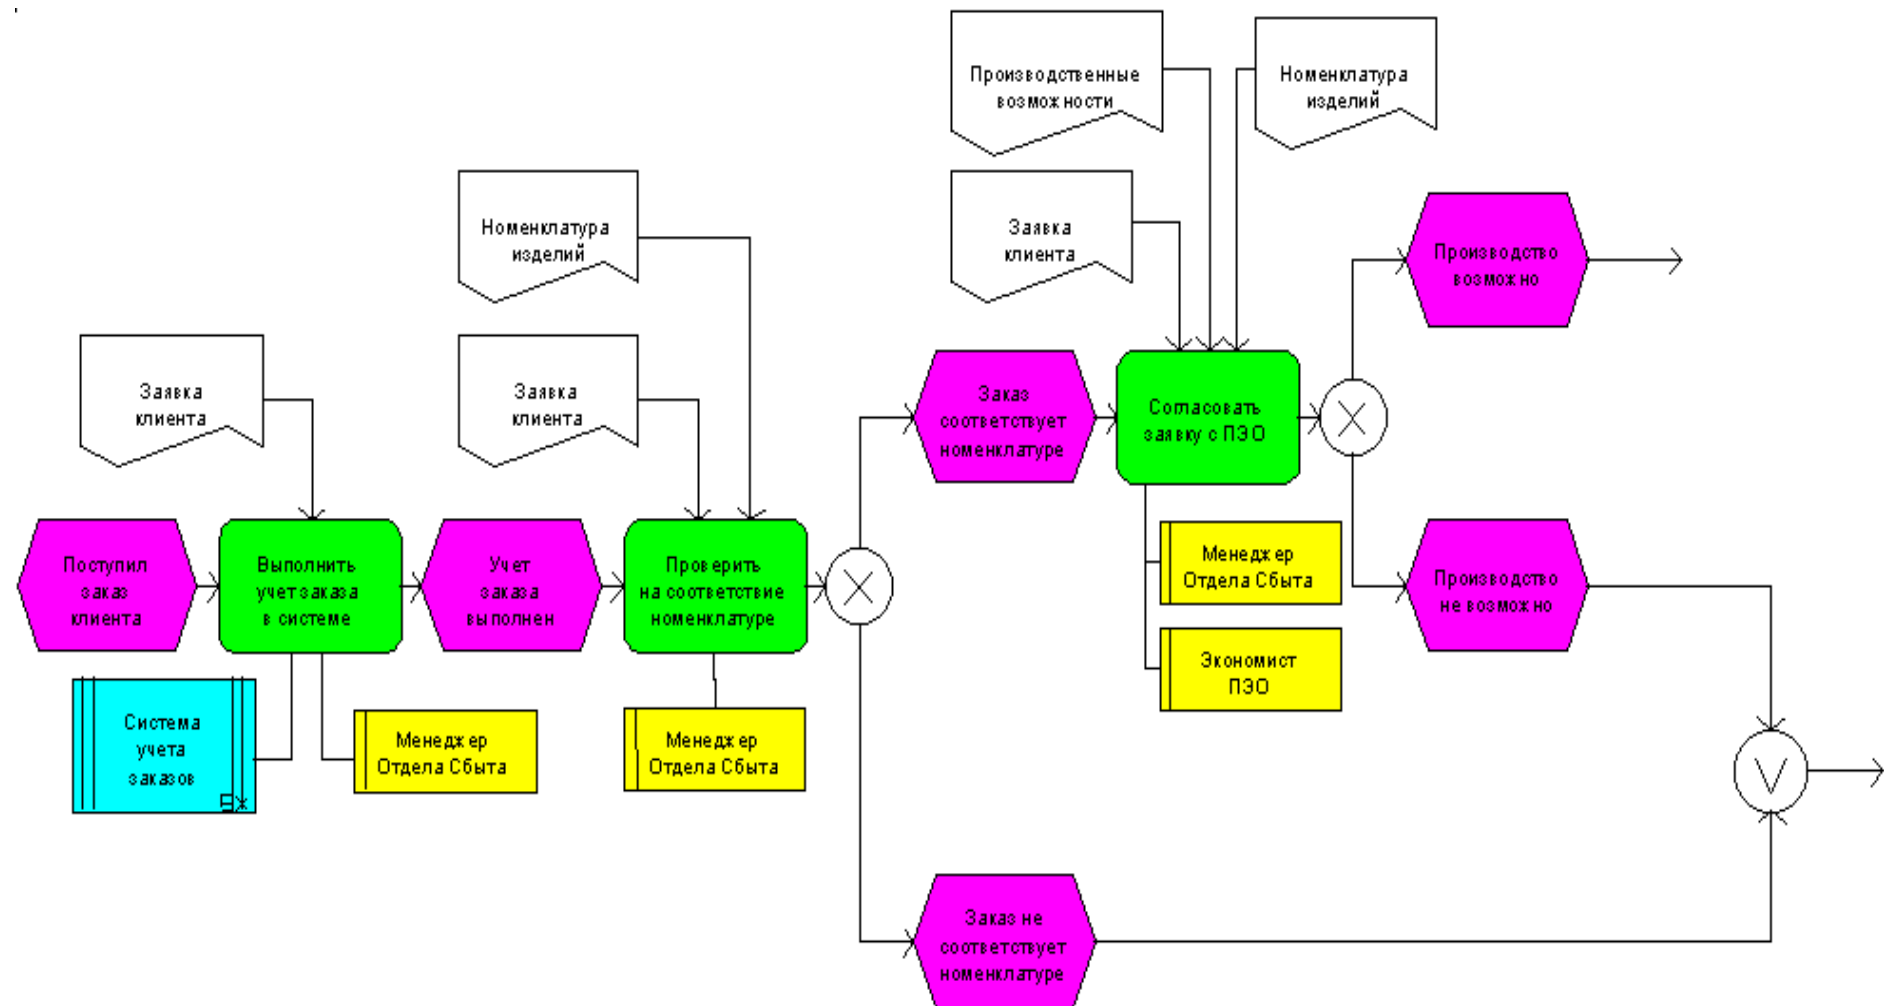 Производственные
возможности
Номенклатура
изделий
Номенклатура
изделий
Заявка
клиента
Производство
возможно
Заявка
клиента
Заявка
клиента
Заказ
соответствует
номенклатуре
Согласовать
заявку с ПЭО
X
Поступил
заказ
клиента
Выполнить
учет заказа
в системе
Учет
заказа
выполнен
Проверить
на соответствие
номенклатуре
X
Менеджер
Отдела Сбыта
Производство
не возможно
Экономист
ПЭО
Система
учета
заказов
Менеджер
Отдела Сбыта
Менеджер
Отдела Сбыта
V
Заказ не
соответствует
номенклатуре